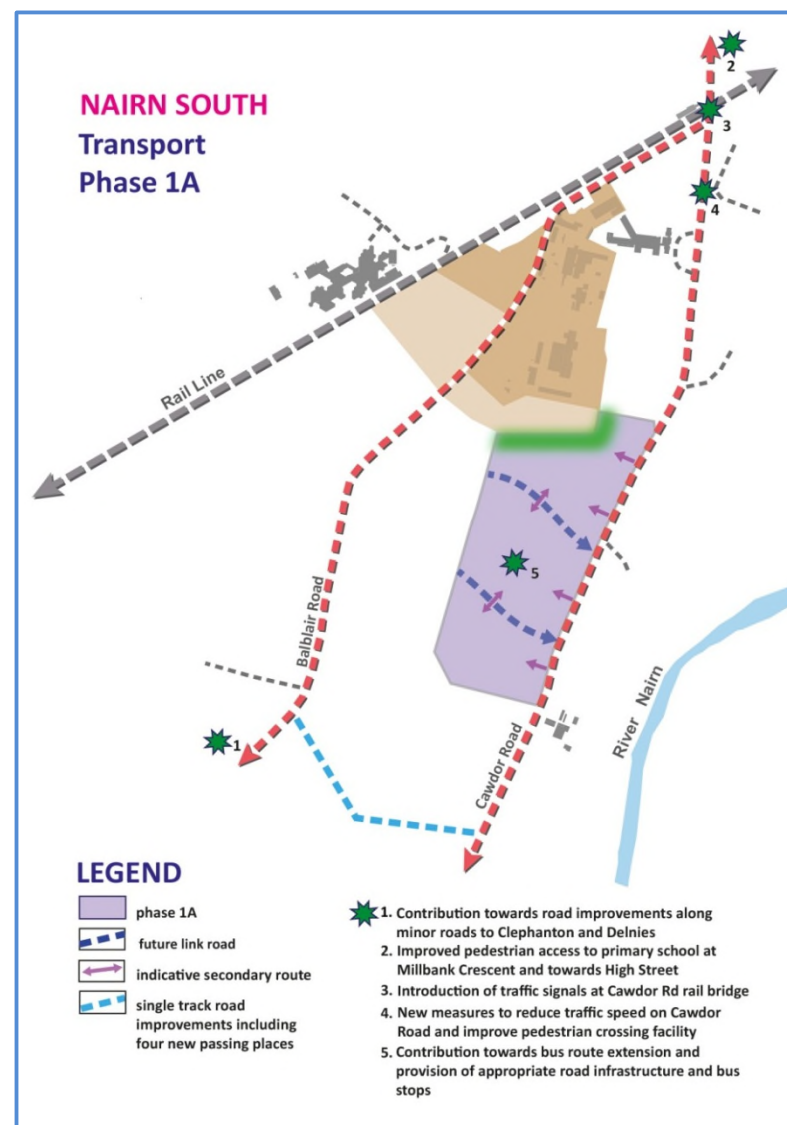 NAIRN SOUTH
Transport
Phase 1A
2
3
4
Rail Line
5
Balblair Road
River Nairn
1
Cawdor Road
LEGEND
phase 1A
future link road
indicative secondary route
single track road
improvements including
four new passing places
1. Contribution towards road improvements along
minor roads to Clephanton and Delnies
2. Improved pedestrian access to primary school at
Millbank Crescent and towards High Street
3. Introduction of traffic signals at Cawdor Rd rail bridge
4. New measures to reduce traffic speed on Cawdor
Road and improve pedestrian crossing facility
5. Contribution towards bus route extension and
provision of appropriate road infrastructure and bus
stops